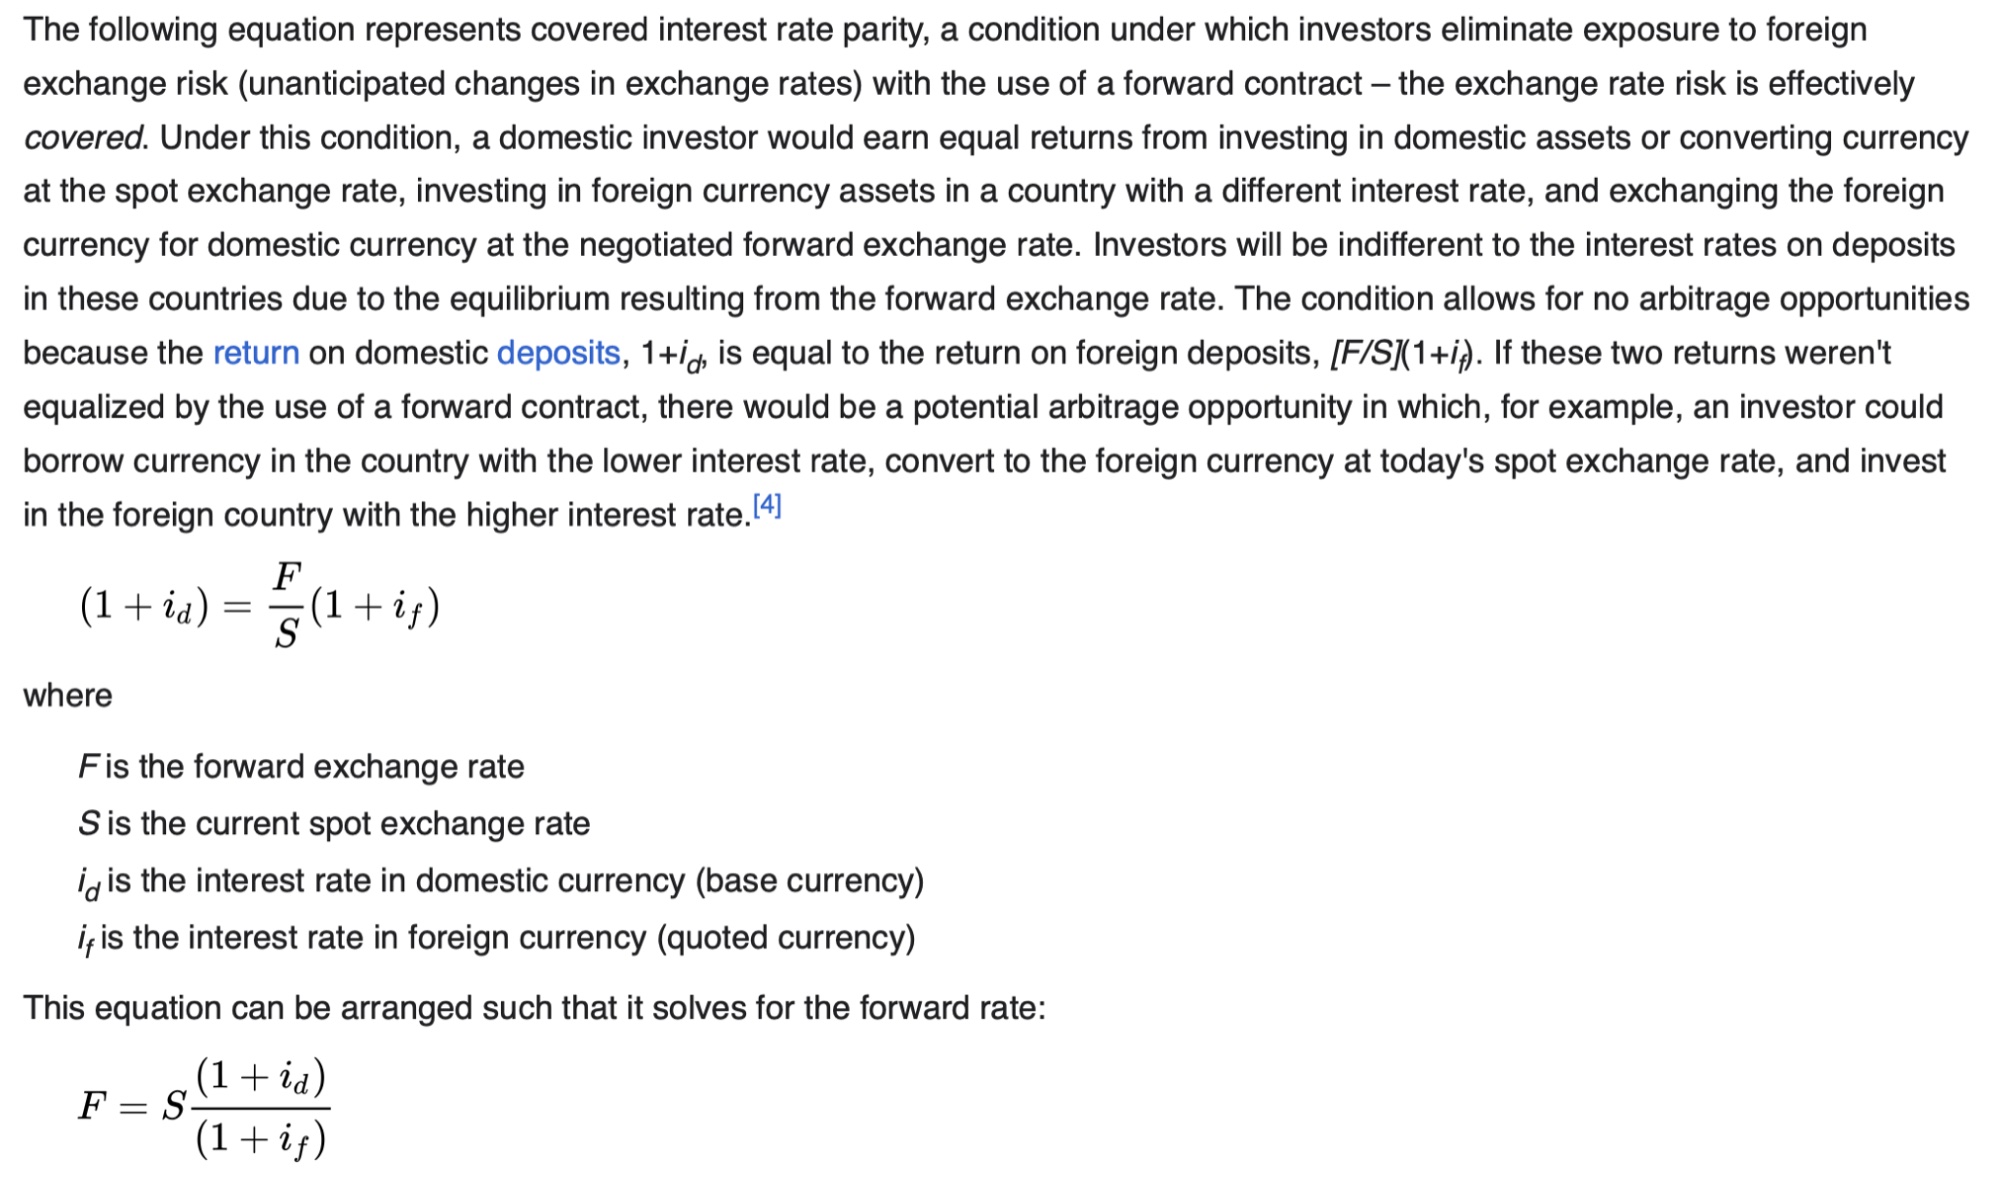 The following equation represents covered interest rate parity, a condition under which investors eliminate exposure to foreign
exchange risk (unanticipated changes in exchange rates) with the use of a forward contract – the exchange rate risk is effectively
covered. Under this condition, a domestic investor would earn equal returns from investing in domestic assets or converting currency
at the spot exchange rate, investing in foreign currency assets in a country with a different interest rate, and exchanging the foreign
currency for domestic currency at the negotiated forward exchange rate. Investors will be indifferent to the interest rates on deposits
in these countries due to the equilibrium resulting from the forward exchange rate. The condition allows for no arbitrage opportunities
because the return on domestic deposits, 1+i_d, is equal to the return on foreign deposits, [F/S](1+i_f). If these two returns weren't
equalized by the use of a forward contract, there would be a potential arbitrage opportunity in which, for example, an investor could
borrow currency in the country with the lower interest rate, convert to the foreign currency at today's spot exchange rate, and invest
in the foreign country with the higher interest rate.[4]
(1 + i_d) = F/S (1 + i_f)
where
F is the forward exchange rate
S is the current spot exchange rate
i_d is the interest rate in domestic currency (base currency)
i_f is the interest rate in foreign currency (quoted currency)
This equation can be arranged such that it solves for the forward rate:
F = S (1 + i_d)/(1 + i_f)